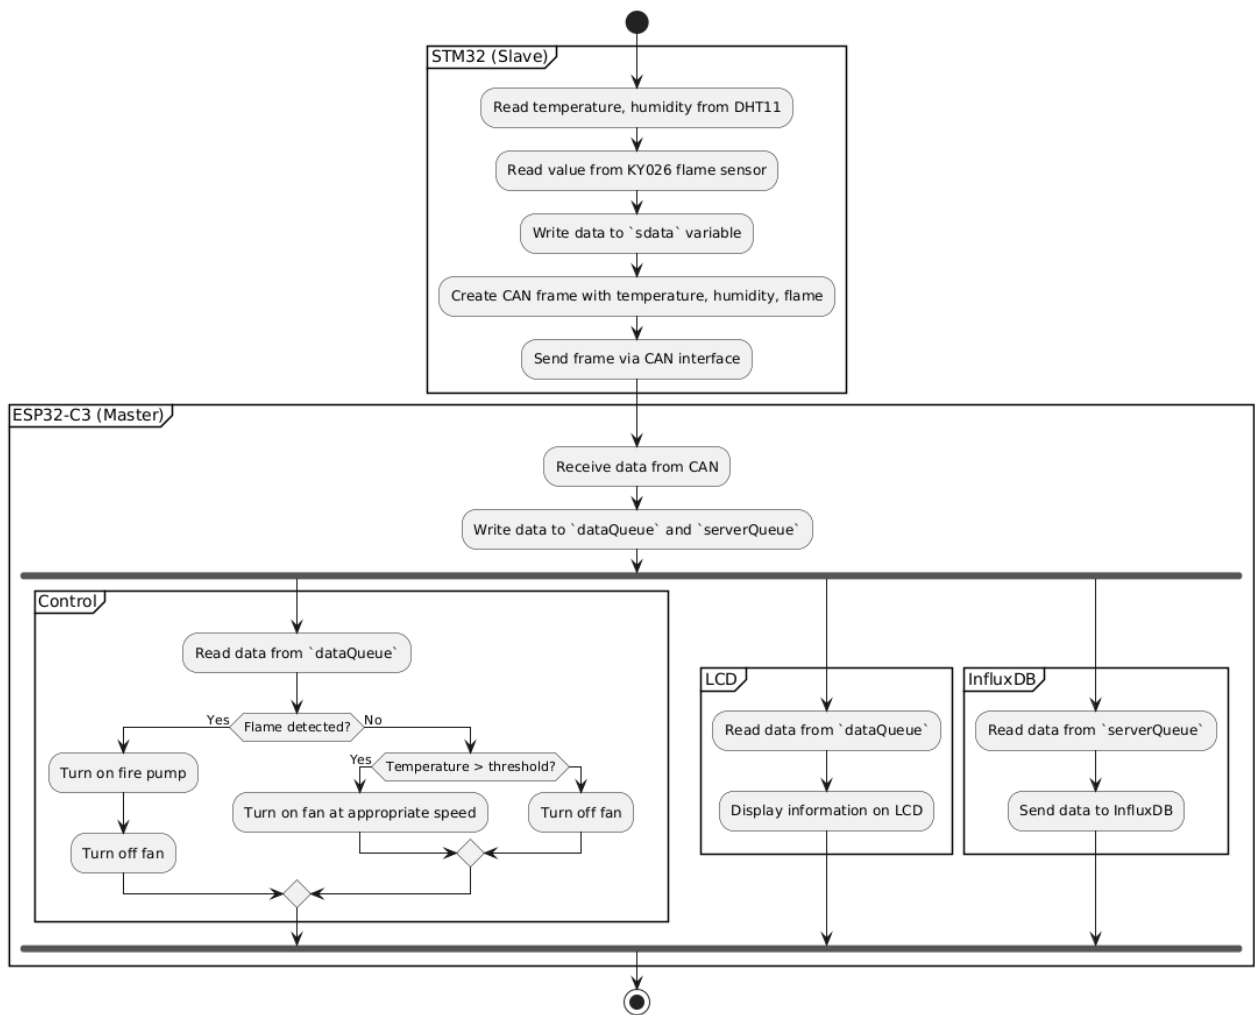 STM32 (Slave)
Read temperature, humidity from DHT11
Read value from KY026 flame sensor
Write data to `sdata` variable
Create CAN frame with temperature, humidity, flame
Send frame via CAN interface
ESP32-C3 (Master)
Receive data from CAN
Write data to `dataQueue` and `serverQueue`
Control
Read data from `dataQueue`
Flame detected?
Yes
No
Turn on fire pump
Turn off fan
Temperature > threshold?
Yes
Turn on fan at appropriate speed
Turn off fan
LCD
Read data from `dataQueue`
Display information on LCD
InfluxDB
Read data from `serverQueue`
Send data to InfluxDB